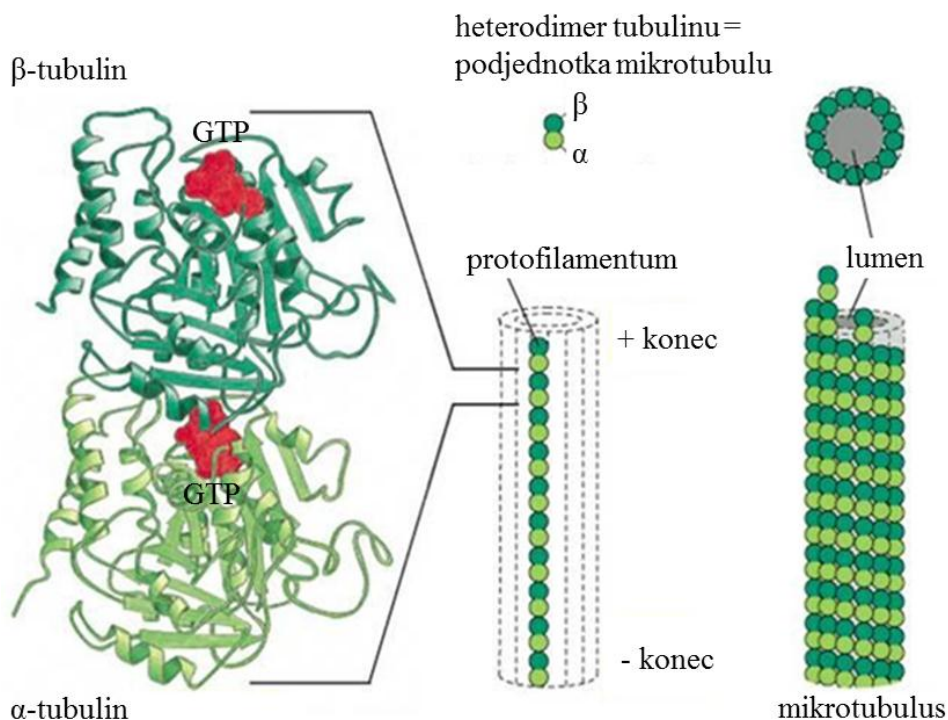 heterodimer tubulinu=
podjednotka mikrotubulu
β-tubulin
β
α
GTP
protofilamentum
lumen
+ konec
GTP
- konec
α-tubulin
mikrotubulus